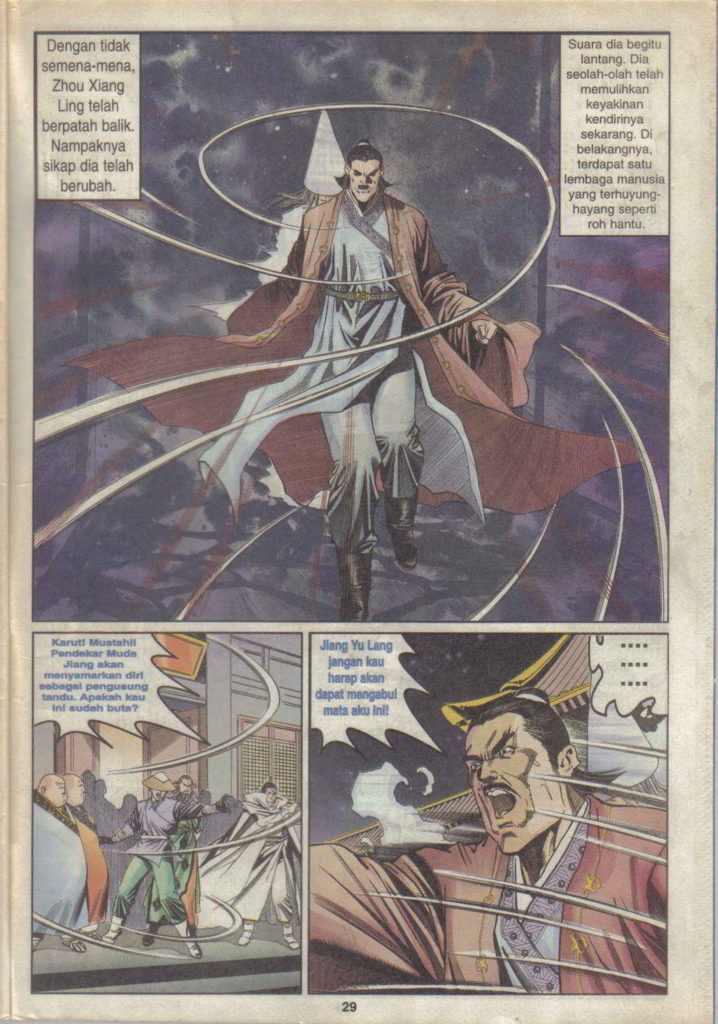 Dengan tidak
semena-mena,
Zhou Xiang
Ling telah
berpatah balik.
Nampaknya
sikap dia telah
berubah.
Suara dia begitu
lantang. Dia
seolah-olah telah
memulihkan
keyakinan
kendirinya
sekarang. Di
belakangnya,
terdapat satu
lembaga manusia
yang terhuyung-
hayang seperti
roh hantu.
Karut! Mustahil
Pendekar Muda
Jiang akan
menyamarkan diri
sebagai pengusung
tandu. Apakah kau
ini sudah buta?
Jiang Yu Lang
jangan kau
harap akan
dapat mengabui
mata aku ini!
....
....
....
29